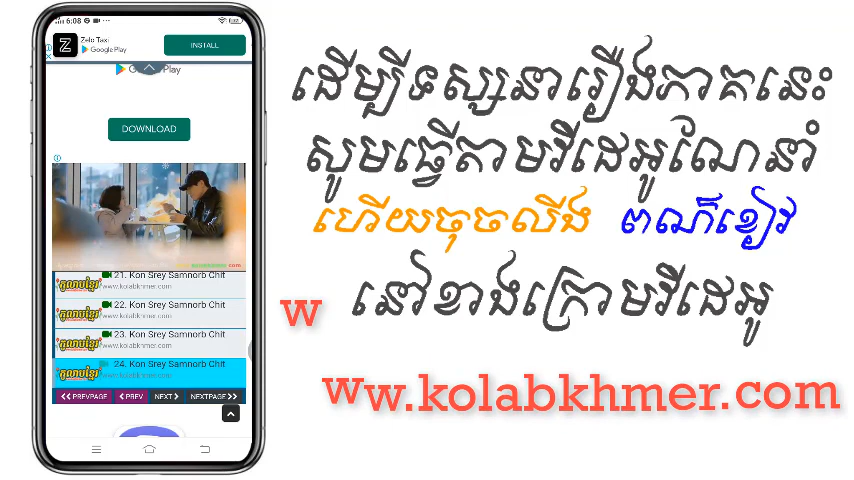 6:08
Zelo Taxi
Google Play
INSTALL
Google Play
DOWNLOAD
21. Kon Srey Samnorb Chit
www.kolabkhmer.com
22. Kon Srey Samnorb Chit
www.kolabkhmer.com
23. Kon Srey Samnorb Chit
www.kolabkhmer.com
24. Kon Srey Samnorb Chit
www.kolabkhmer.com
PREVPAGE PREV NEXT NEXTPAGE
ដើម្បីទស្សនារឿងភាគនេះ
សូមធ្វើតាមវីដេអូណែនាំ
ហើយចុចលើង ពណ៌ខៀវ
នៅខាងក្រោមវីដេអូ
www.kolabkhmer.com